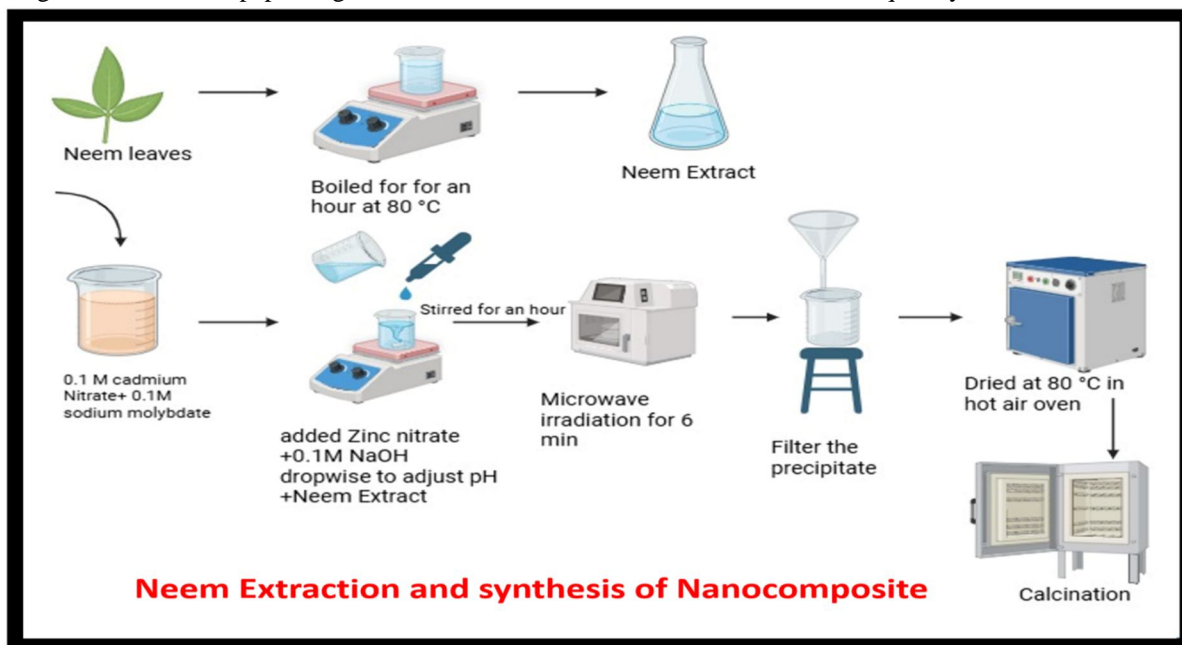 Neem leaves
Boiled for for an
hour at 80 °C
Neem Extract
0.1 M cadmium
Nitrate+ 0.1M
sodium molybdate
Stirred for an hour
added Zinc nitrate
+0.1M NaOH
dropwise to adjust pH
+Neem Extract
Microwave
irradiation for 6
min
Filter the
precipitate
Dried at 80 °C in
hot air oven
Calcination
Neem Extraction and synthesis of Nanocomposite